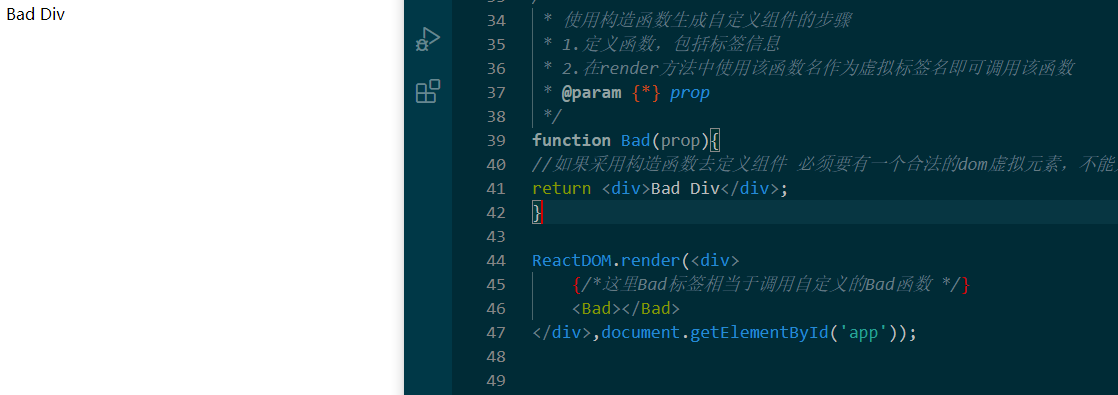 Bad Div
34 * 使用构造函数生成自定义组件的步骤
35 * 1.定义函数，包括标签信息
36 * 2.在render方法中使用该函数名作为虚拟标签名即可调用该函数
37 * @param {*} prop
38 */
39 function Bad(prop){
40 //如果采用构造函数去定义组件 必须要有一个合法的dom虚拟元素，不能
41 return <div>Bad Div</div>;
42 }
43
44 ReactDOM.render(<div>
45 {/*这里Bad标签相当于调用自定义的Bad函数 */}
46 <Bad></Bad>
47 </div>,document.getElementById('app'));
48
49